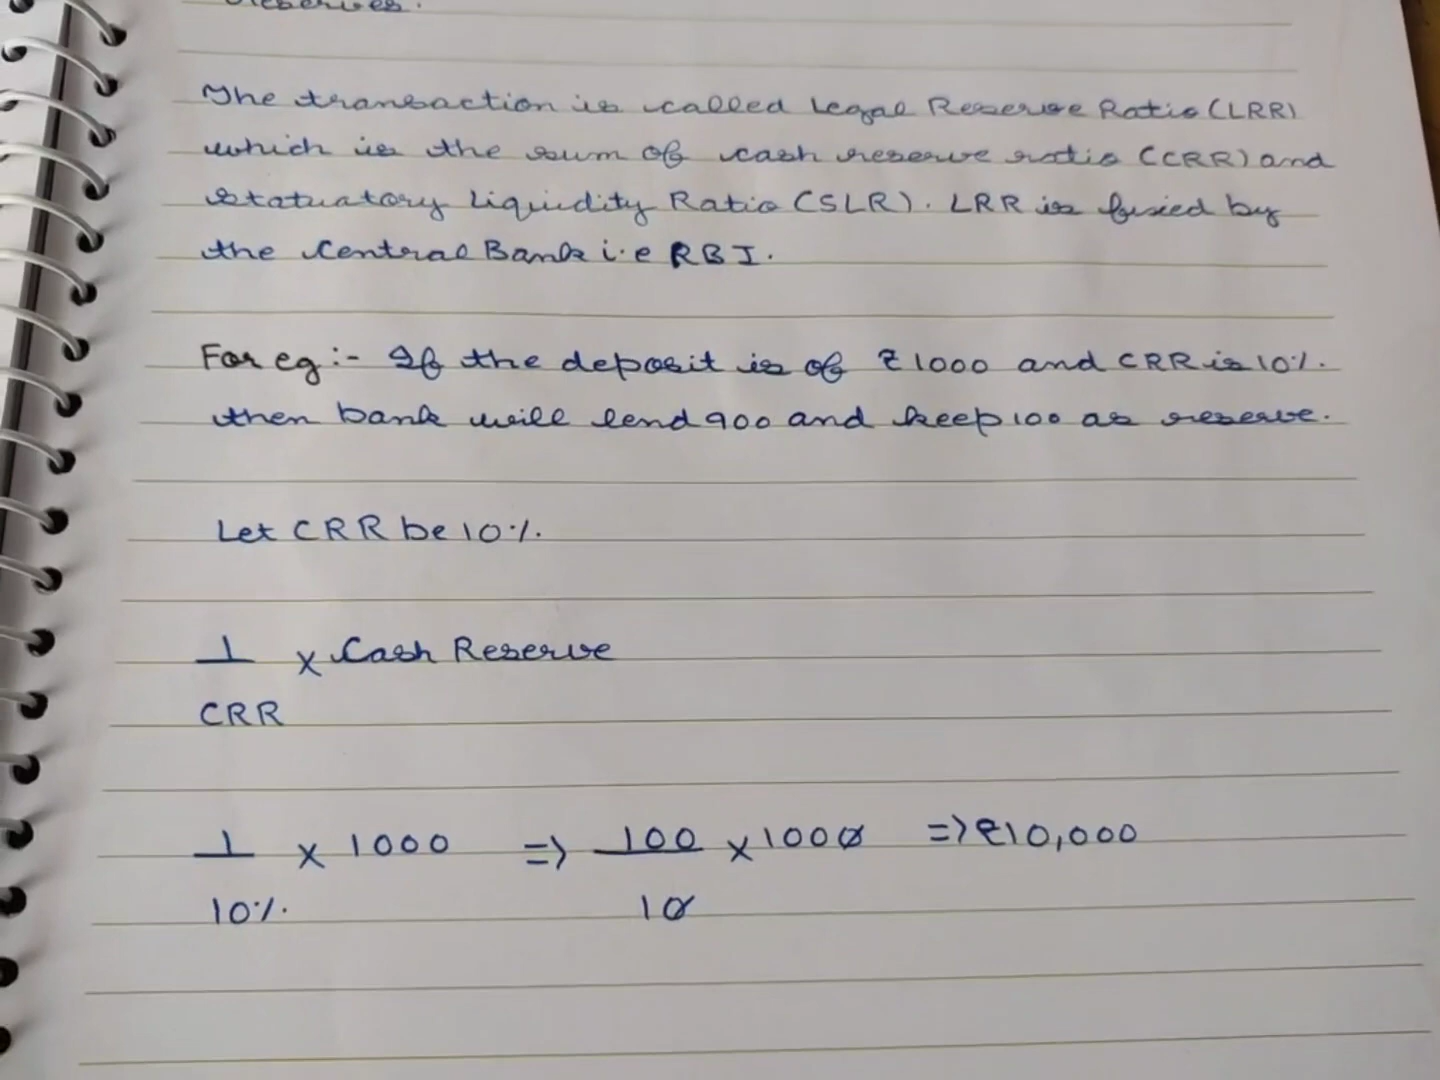 Reserves.
The transaction is called Legal Reserve Ratio (LRR)
which is the sum of cash reserve ratio (CRR) and
statuatory Liquidity Ratio (SLR). LRR is fixied by
the Central Bank i.e RBI.
For eg:- If the deposit is of ₹1000 and CRR is 10%.
then bank will lend 900 and keep 100 as reserve.
Let CRR be 10%.
1 × Cash Reserve
CRR
1 × 1000 => 100 × 1000 => ₹10,000
10% 10